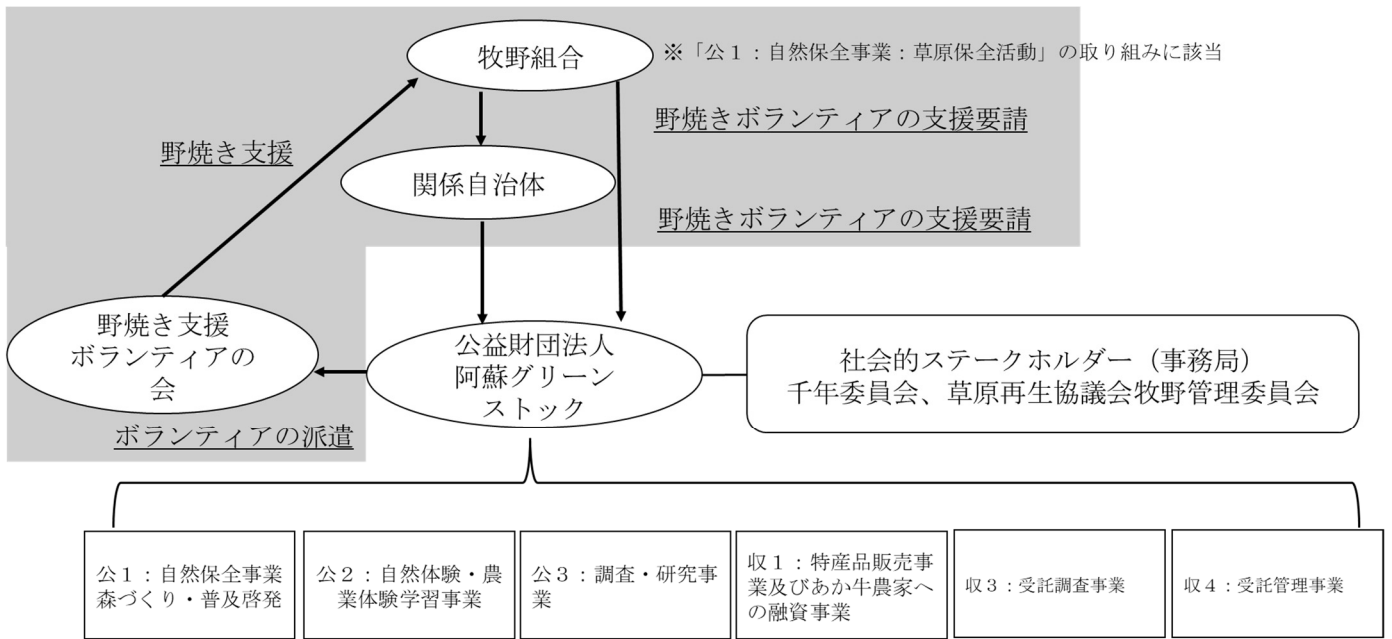 牧野組合
※「公１：自然保全事業：草原保全活動」の取り組みに該当
野焼きボランティアの支援要請
野焼き支援
関係自治体
野焼きボランティアの支援要請
野焼き支援
ボランティアの
会
公益財団法人
阿蘇グリーン
ストック
社会的ステークホルダー（事務局）
千年委員会、草原再生協議会牧野管理委員会
ボランティアの派遣
公１：自然保全事業
森づくり・普及啓発
公２：自然体験・農
業体験学習事業
公３：調査・研究事
業
収１：特産品販売事
業及びあか牛農家へ
の融資事業
収３：受託調査事業
収４：受託管理事業